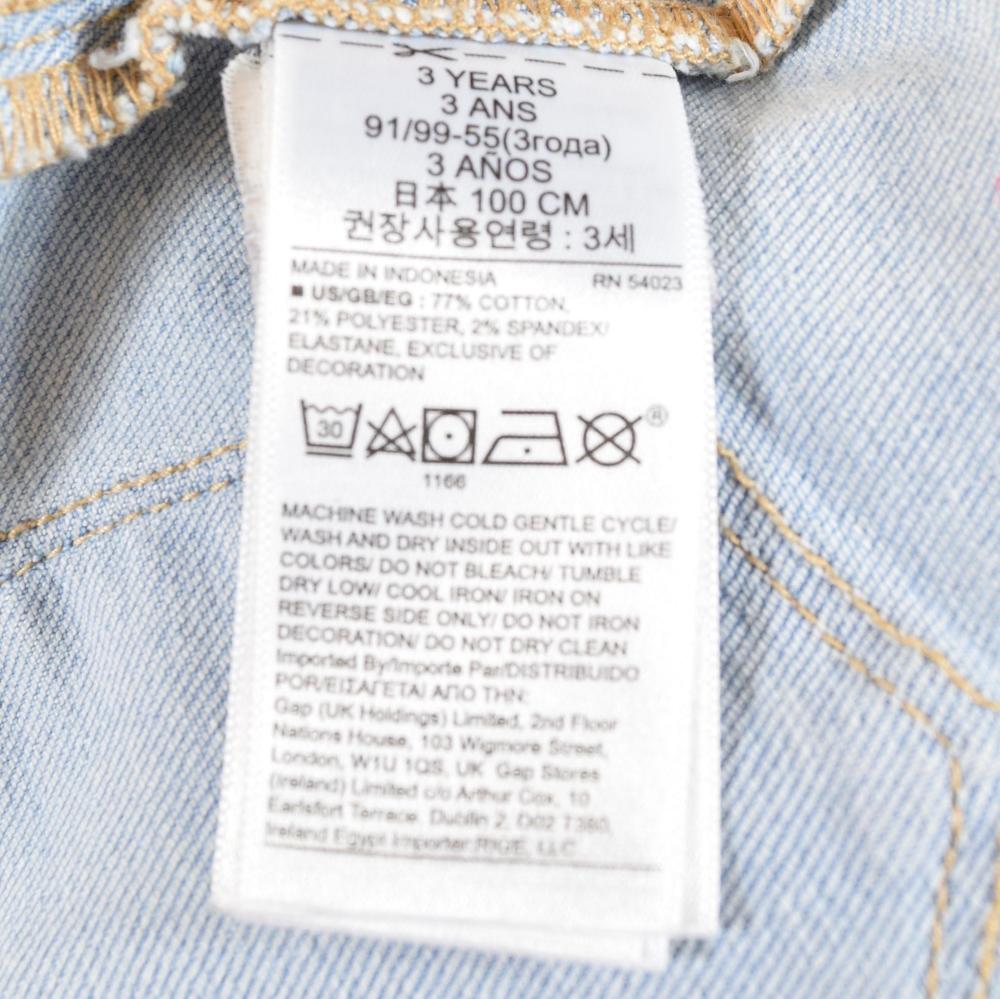 3 YEARS
3 ANS
91/99-55(3года)
3 AÑOS
日本 100 CM
권장사용연령 : 3세
MADE IN INDONESIA RN 54023
■ US/GB/EG : 77% COTTON,
21% POLYESTER, 2% SPANDEX/
ELASTANE, EXCLUSIVE OF
DECORATION
30
®
1166
MACHINE WASH COLD GENTLE CYCLE/
WASH AND DRY INSIDE OUT WITH LIKE
COLORS/ DO NOT BLEACH/ TUMBLE
DRY LOW/ COOL IRON/ IRON ON
REVERSE SIDE ONLY/ DO NOT IRON
DECORATION/ DO NOT DRY CLEAN
Imported By/Importe Par/DISTRIBUIDO
POR/ΕΙΣΑΓΕΤΑΙ ΑΠΟ ΤΗΝ:
Gap (UK Holdings) Limited, 2nd Floor
Nations House, 103 Wigmore Street,
London, W1U 1QS, UK Gap Stores
(Ireland) Limited c/o Arthur Cox, 10
Earlsfort Terrace, Dublin 2, D02 T380,
Ireland Egypt Importer:RIGE, LLC